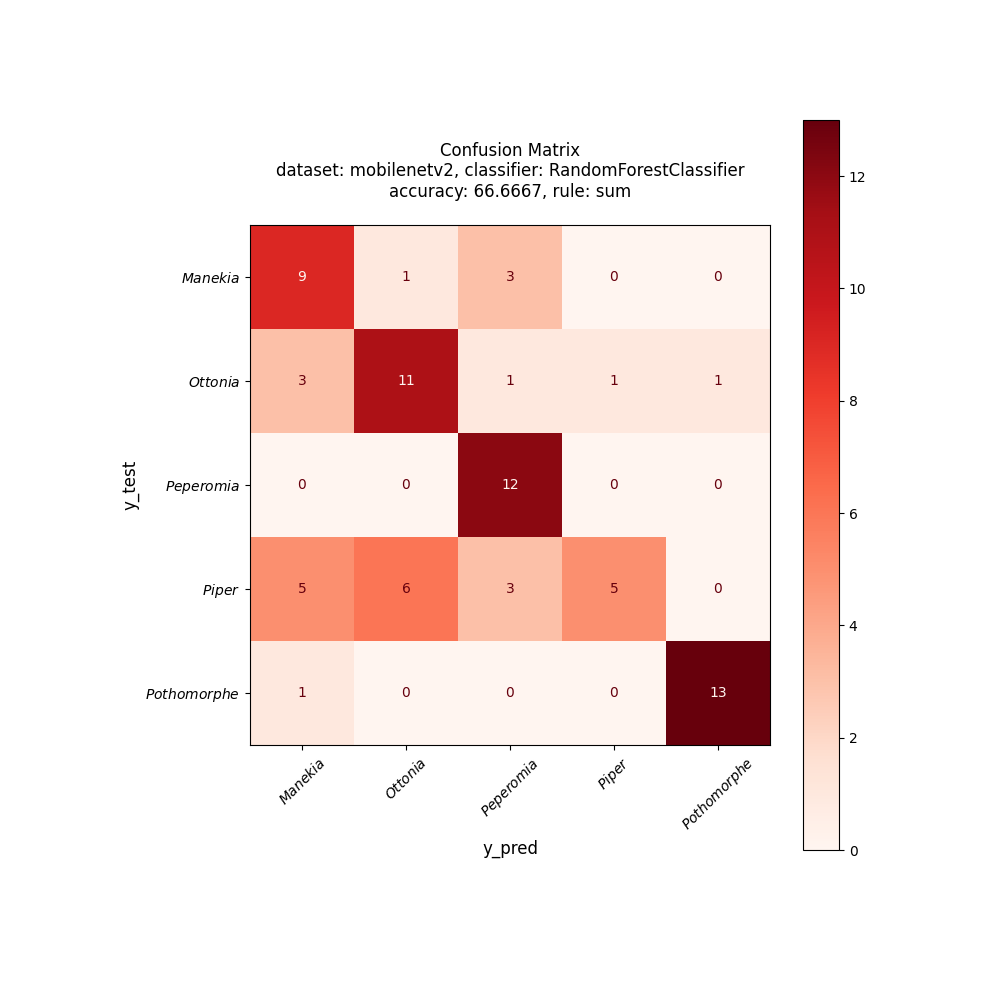 Confusion Matrix
dataset: mobilenetv2, classifier: RandomForestClassifier
accuracy: 66.6667, rule: sum
y_test
Manekia 9 1 3 0 0
Ottonia 3 11 1 1 1
Peperomia 0 0 12 0 0
Piper 5 6 3 5 0
Pothomorphe 1 0 0 0 13
Manekia Ottonia Peperomia Piper Pothomorphe
y_pred
12
10
8
6
4
2
0